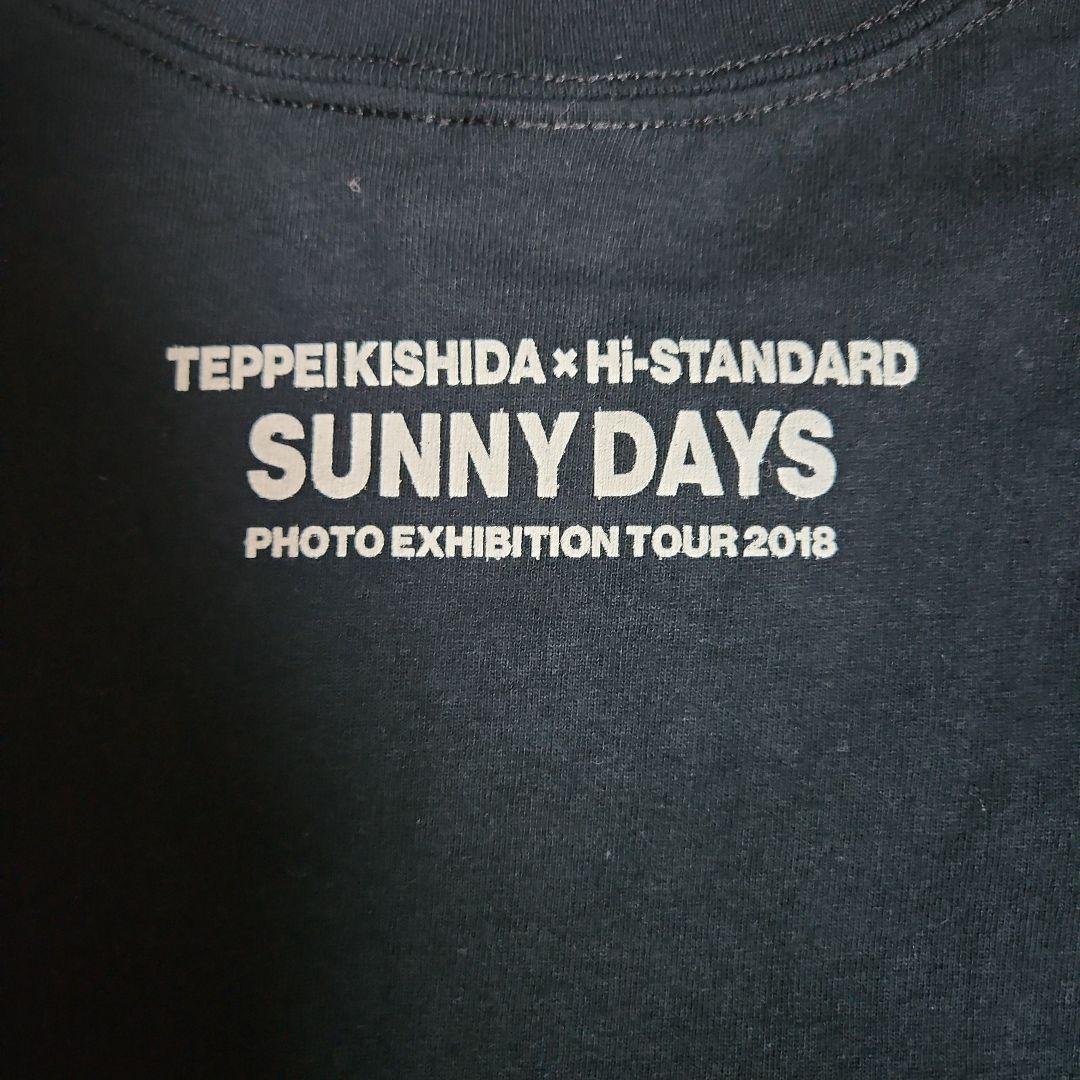 TEPPEI KISHIDA × Hi-STANDARD
SUNNY DAYS
PHOTO EXHIBITION TOUR 2018